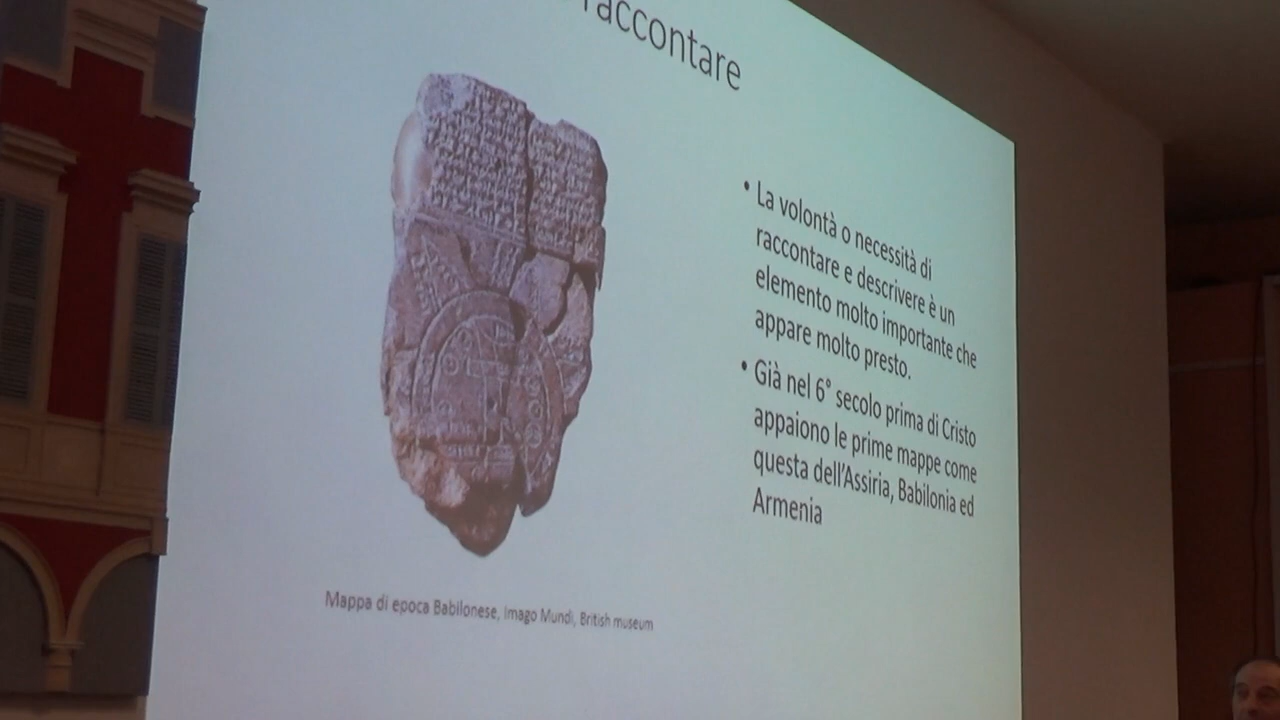 raccontare
• La volontà o necessità di
raccontare e descrivere è un
elemento molto importante che
appare molto presto.
• Già nel 6° secolo prima di Cristo
appaiono le prime mappe come
questa dell'Assiria, Babilonia ed
Armenia
Mappa di epoca Babilonese, Imago Mundi, British museum